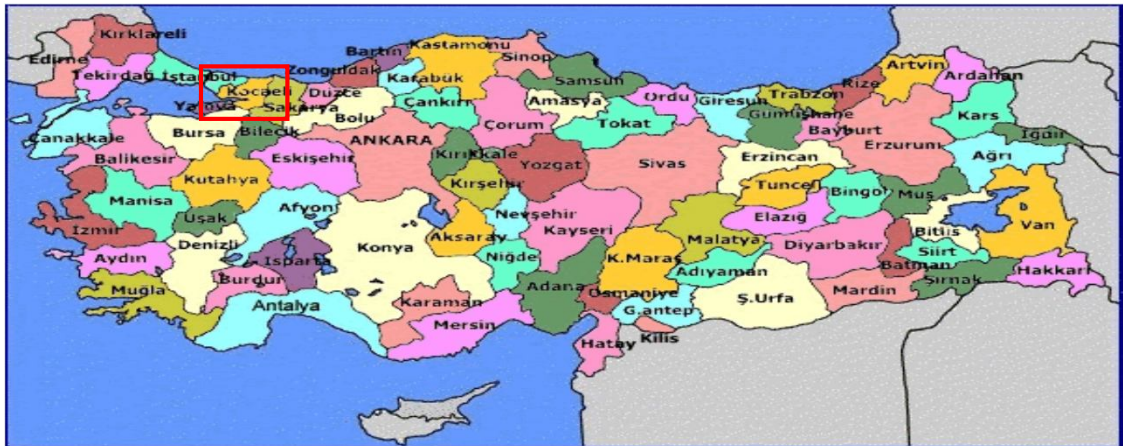 Kırklareli
Edirne
Tekirdağ
İstanbul
Kocaeli
Yalova
Sakarya
Düzce
Zonguldak
Bartın
Karabük
Kastamonu
Sinop
Samsun
Çankırı
Bolu
Amasya
Ordu
Giresun
Trabzon
Rize
Artvin
Ardahan
Kars
Iğdır
Gümüşhane
Bayburt
Erzurum
Ağrı
Tokat
Çorum
ANKARA
Bilecik
Bursa
Çanakkale
Balikesir
Eskişehir
Kutahya
Kırıkkale
Yozgat
Sivas
Erzincan
Tuncel
Bingol
Muş
Van
Bitlis
Kırşehir
Manisa
Uşak
Afyon
Nevşehir
Kayseri
Malatya
Elazığ
Diyarbakır
Siirt
Batman
Şırnak
Hakkari
İzmir
Aydın
Denizli
Isparta
Konya
Aksaray
Niğde
K.Maraş
Adıyaman
Mardin
Ş.Urfa
Muğla
Burdur
Antalya
Karaman
Mersin
Adana
Osmaniye
G.antep
Kilis
Hatay